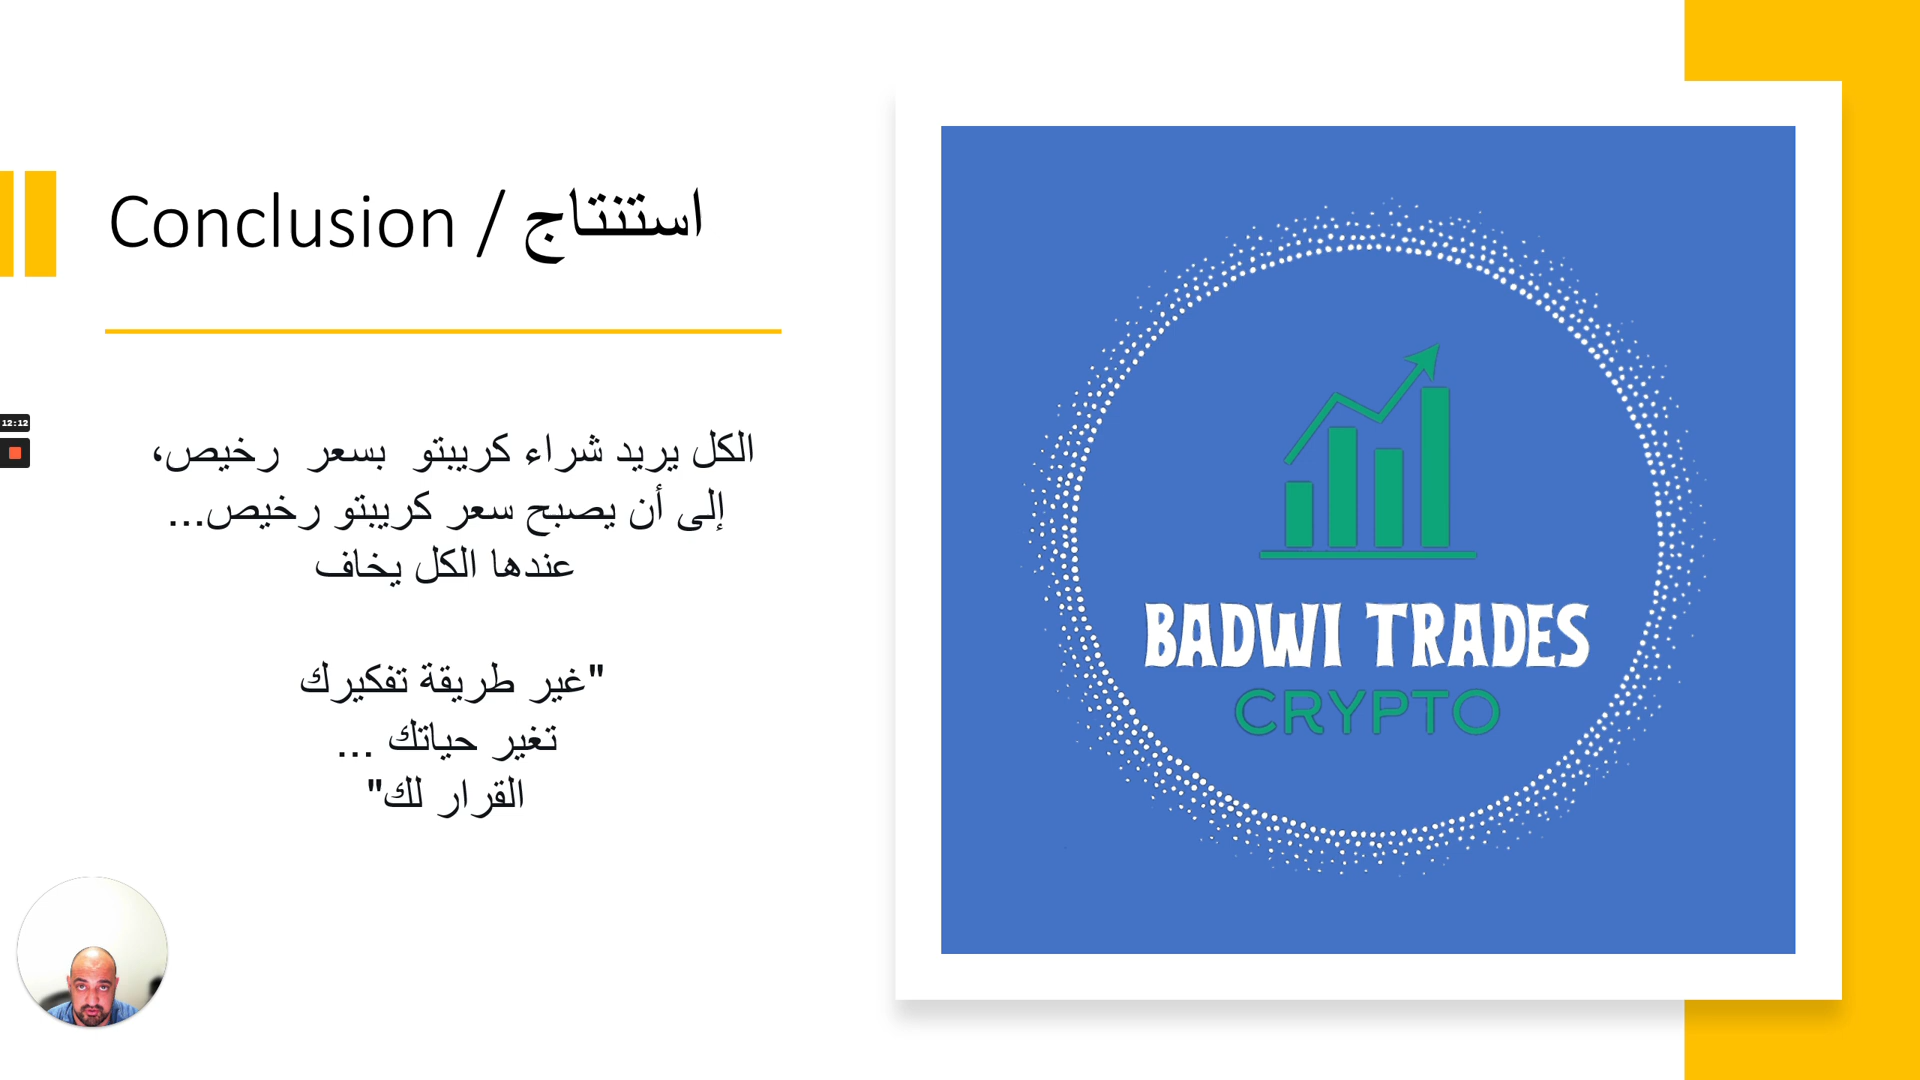 Conclusion / استنتاج
الكل يريد شراء كريبتو بسعر رخيص،
إلى أن يصبح سعر كريبتو رخيص...
عندها الكل يخاف
"غير طريقة تفكيرك
تغير حياتك ...
القرار لك"
12:12
BADWI TRADES
CRYPTO